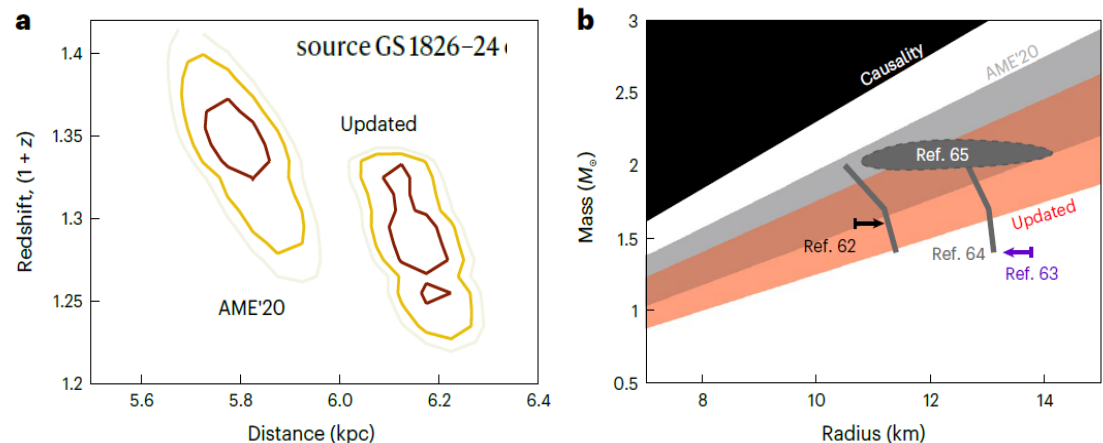 a
source GS 1826–24
1.4
1.35
1.3
1.25
1.2
Redshift, (1 + z)
Updated
AME'20
5.6 5.8 6.0 6.2 6.4
Distance (kpc)
b
3
2.5
2
1.5
1
0.5
Mass (M⊙)
Causality
AME'20
Ref. 65
Updated
Ref. 62
Ref. 64
Ref. 63
8 10 12 14
Radius (km)